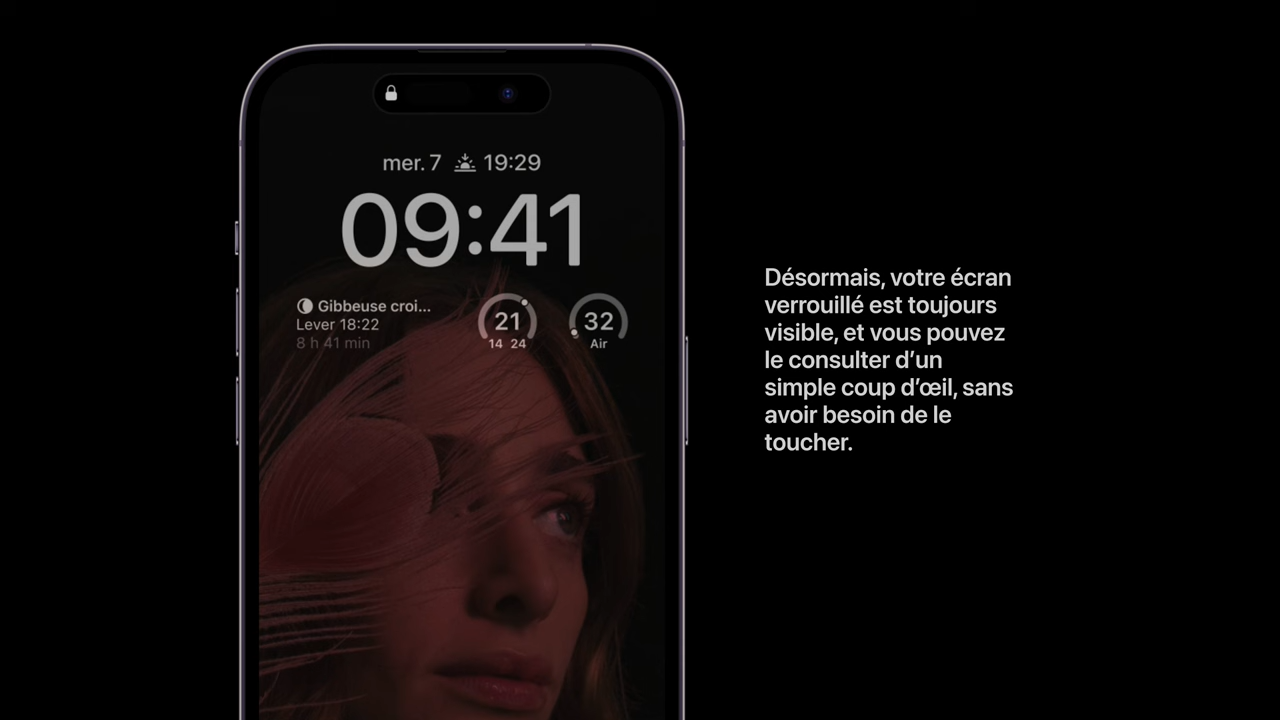 mer. 7 19:29
09:41
Gibbeuse croi...
Lever 18:22
8 h 41 min
21
14 24
32
Air
Désormais, votre écran
verrouillé est toujours
visible, et vous pouvez
le consulter d’un
simple coup d’œil, sans
avoir besoin de le
toucher.